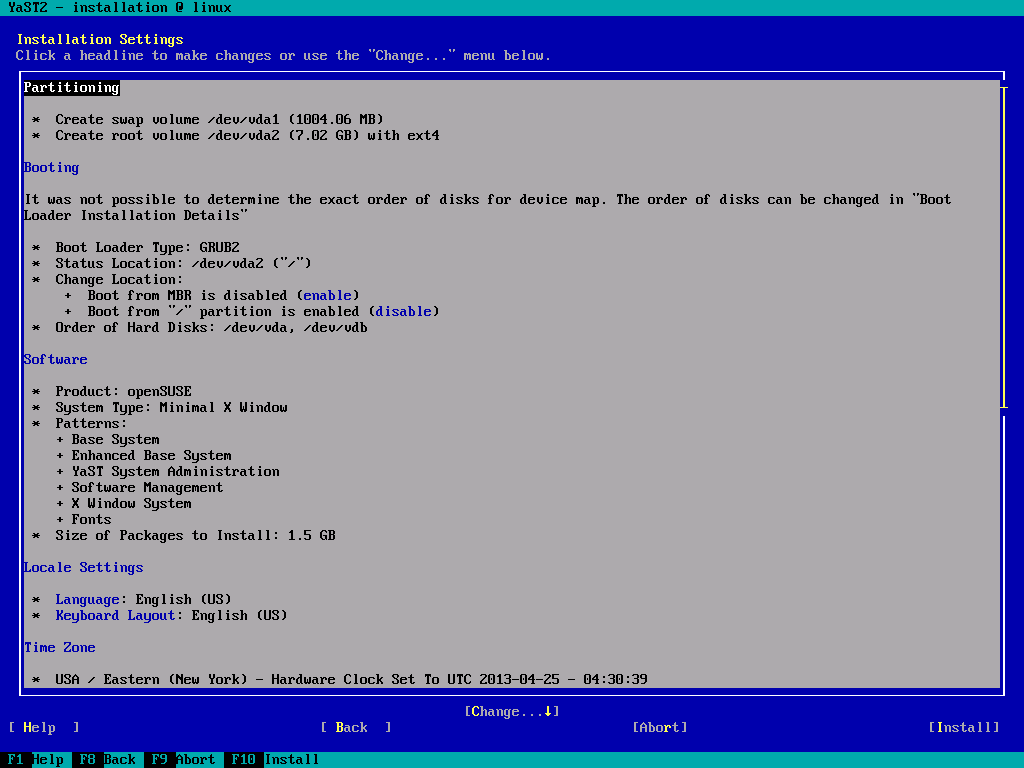 YaST2 - installation @ linux
Installation Settings
Click a headline to make changes or use the "Change..." menu below.
Partitioning
* Create swap volume /dev/vda1 (1004.06 MB)
* Create root volume /dev/vda2 (7.02 GB) with ext4
Booting
It was not possible to determine the exact order of disks for device map. The order of disks can be changed in "Boot
Loader Installation Details"
* Boot Loader Type: GRUB2
* Status Location: /dev/vda2 ("/")
* Change Location:
+ Boot from MBR is disabled (enable)
+ Boot from "/" partition is enabled (disable)
* Order of Hard Disks: /dev/vda, /dev/vdb
Software
* Product: openSUSE
* System Type: Minimal X Window
* Patterns:
+ Base System
+ Enhanced Base System
+ YaST System Administration
+ Software Management
+ X Window System
+ Fonts
* Size of Packages to Install: 1.5 GB
Locale Settings
* Language: English (US)
* Keyboard Layout: English (US)
Time Zone
* USA / Eastern (New York) - Hardware Clock Set To UTC 2013-04-25 - 04:30:39
[Change...↓]
[ Help ] [ Back ] [Abort] [Install]
F1 Help F8 Back F9 Abort F10 Install